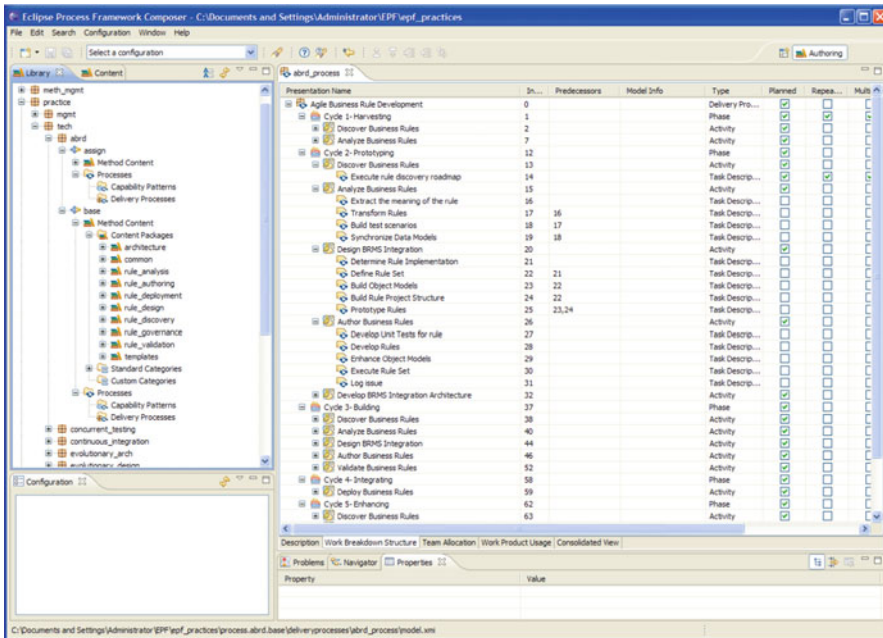 Eclipse Process Framework Composer - C:\Documents and Settings\Administrator\EPF\epf_practices
File Edit Search Configuration Window Help
Select a configuration
Authoring
Library
Content
meth_mgmt
practice
mgmt
tech
abrd
assign
Method Content
Processes
Capability Patterns
Delivery Processes
base
Method Content
Content Packages
architecture
common
rule_analysis
rule_authoring
rule_deployment
rule_design
rule_discovery
rule_governance
rule_validation
templates
Standard Categories
Custom Categories
Processes
Capability Patterns
Delivery Processes
concurrent_testing
continuous_integration
evolutionary_arch
evolutionary_design
Configuration
abrd_process
Presentation Name In... Predecessors Model Info Type Planned Repea... Multi
Agile Business Rule Development 0 Delivery Pro...
Cycle 1- Harvesting 1 Phase
Discover Business Rules 2 Activity
Analyze Business Rules 7 Activity
Cycle 2- Prototyping 12 Phase
Discover Business Rules 13 Activity
Execute rule discovery roadmap 14 Task Descrip...
Analyze Business Rules 15 Activity
Extract the meaning of the rule 16 Task Descrip...
Transform Rules 17 16 Task Descrip...
Build test scenarios 18 17 Task Descrip...
Synchronize Data Models 19 18 Task Descrip...
Design BRMS Integration 20 Activity
Determine Rule Implementation 21 Task Descrip...
Define Rule Set 22 21 Task Descrip...
Build Object Models 23 22 Task Descrip...
Build Rule Project Structure 24 22 Task Descrip...
Prototype Rules 25 23,24 Task Descrip...
Author Business Rules 26 Activity
Develop Unit Tests for rule 27 Task Descrip...
Develop Rules 28 Task Descrip...
Enhance Object Models 29 Task Descrip...
Execute Rule Set 30 Task Descrip...
Log issue 31 Task Descrip...
Develop BRMS Integration Architecture 32 Activity
Cycle 3- Building 37 Phase
Discover Business Rules 38 Activity
Analyze Business Rules 40 Activity
Design BRMS Integration 44 Activity
Author Business Rules 46 Activity
Validate Business Rules 52 Activity
Cycle 4- Integrating 58 Phase
Deploy Business Rules 59 Activity
Cycle 5- Enhancing 62 Phase
Discover Business Rules 63 Activity
Description Work Breakdown Structure Team Allocation Work Product Usage Consolidated View
Problems Navigator Properties
Property Value
C:\Documents and Settings\Administrator\EPF\epf_practices\process.abrd.base\deliveryprocesses\abrd_process\model.xmi